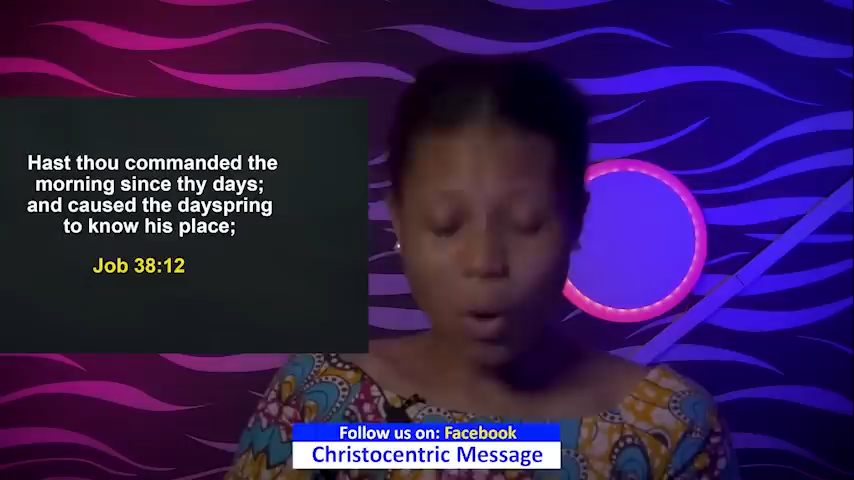 Hast thou commanded the
morning since thy days;
and caused the dayspring
to know his place;
Job 38:12
Follow us on: Facebook
Christocentric Message